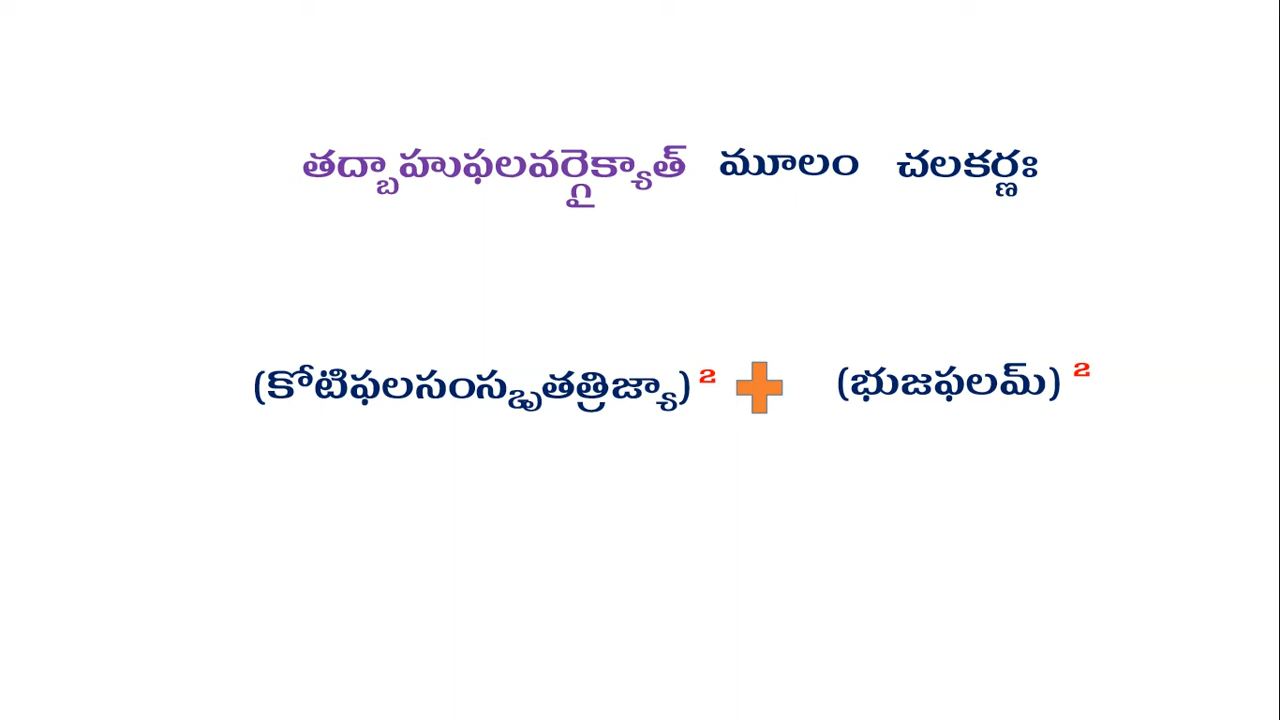 తద్బాహుఫలవర్గైక్యాత్ మూలం చలకర్ణః
(కోటిఫలసంస్కృతత్రిజ్యా) ² + (భుజఫలమ్) ²